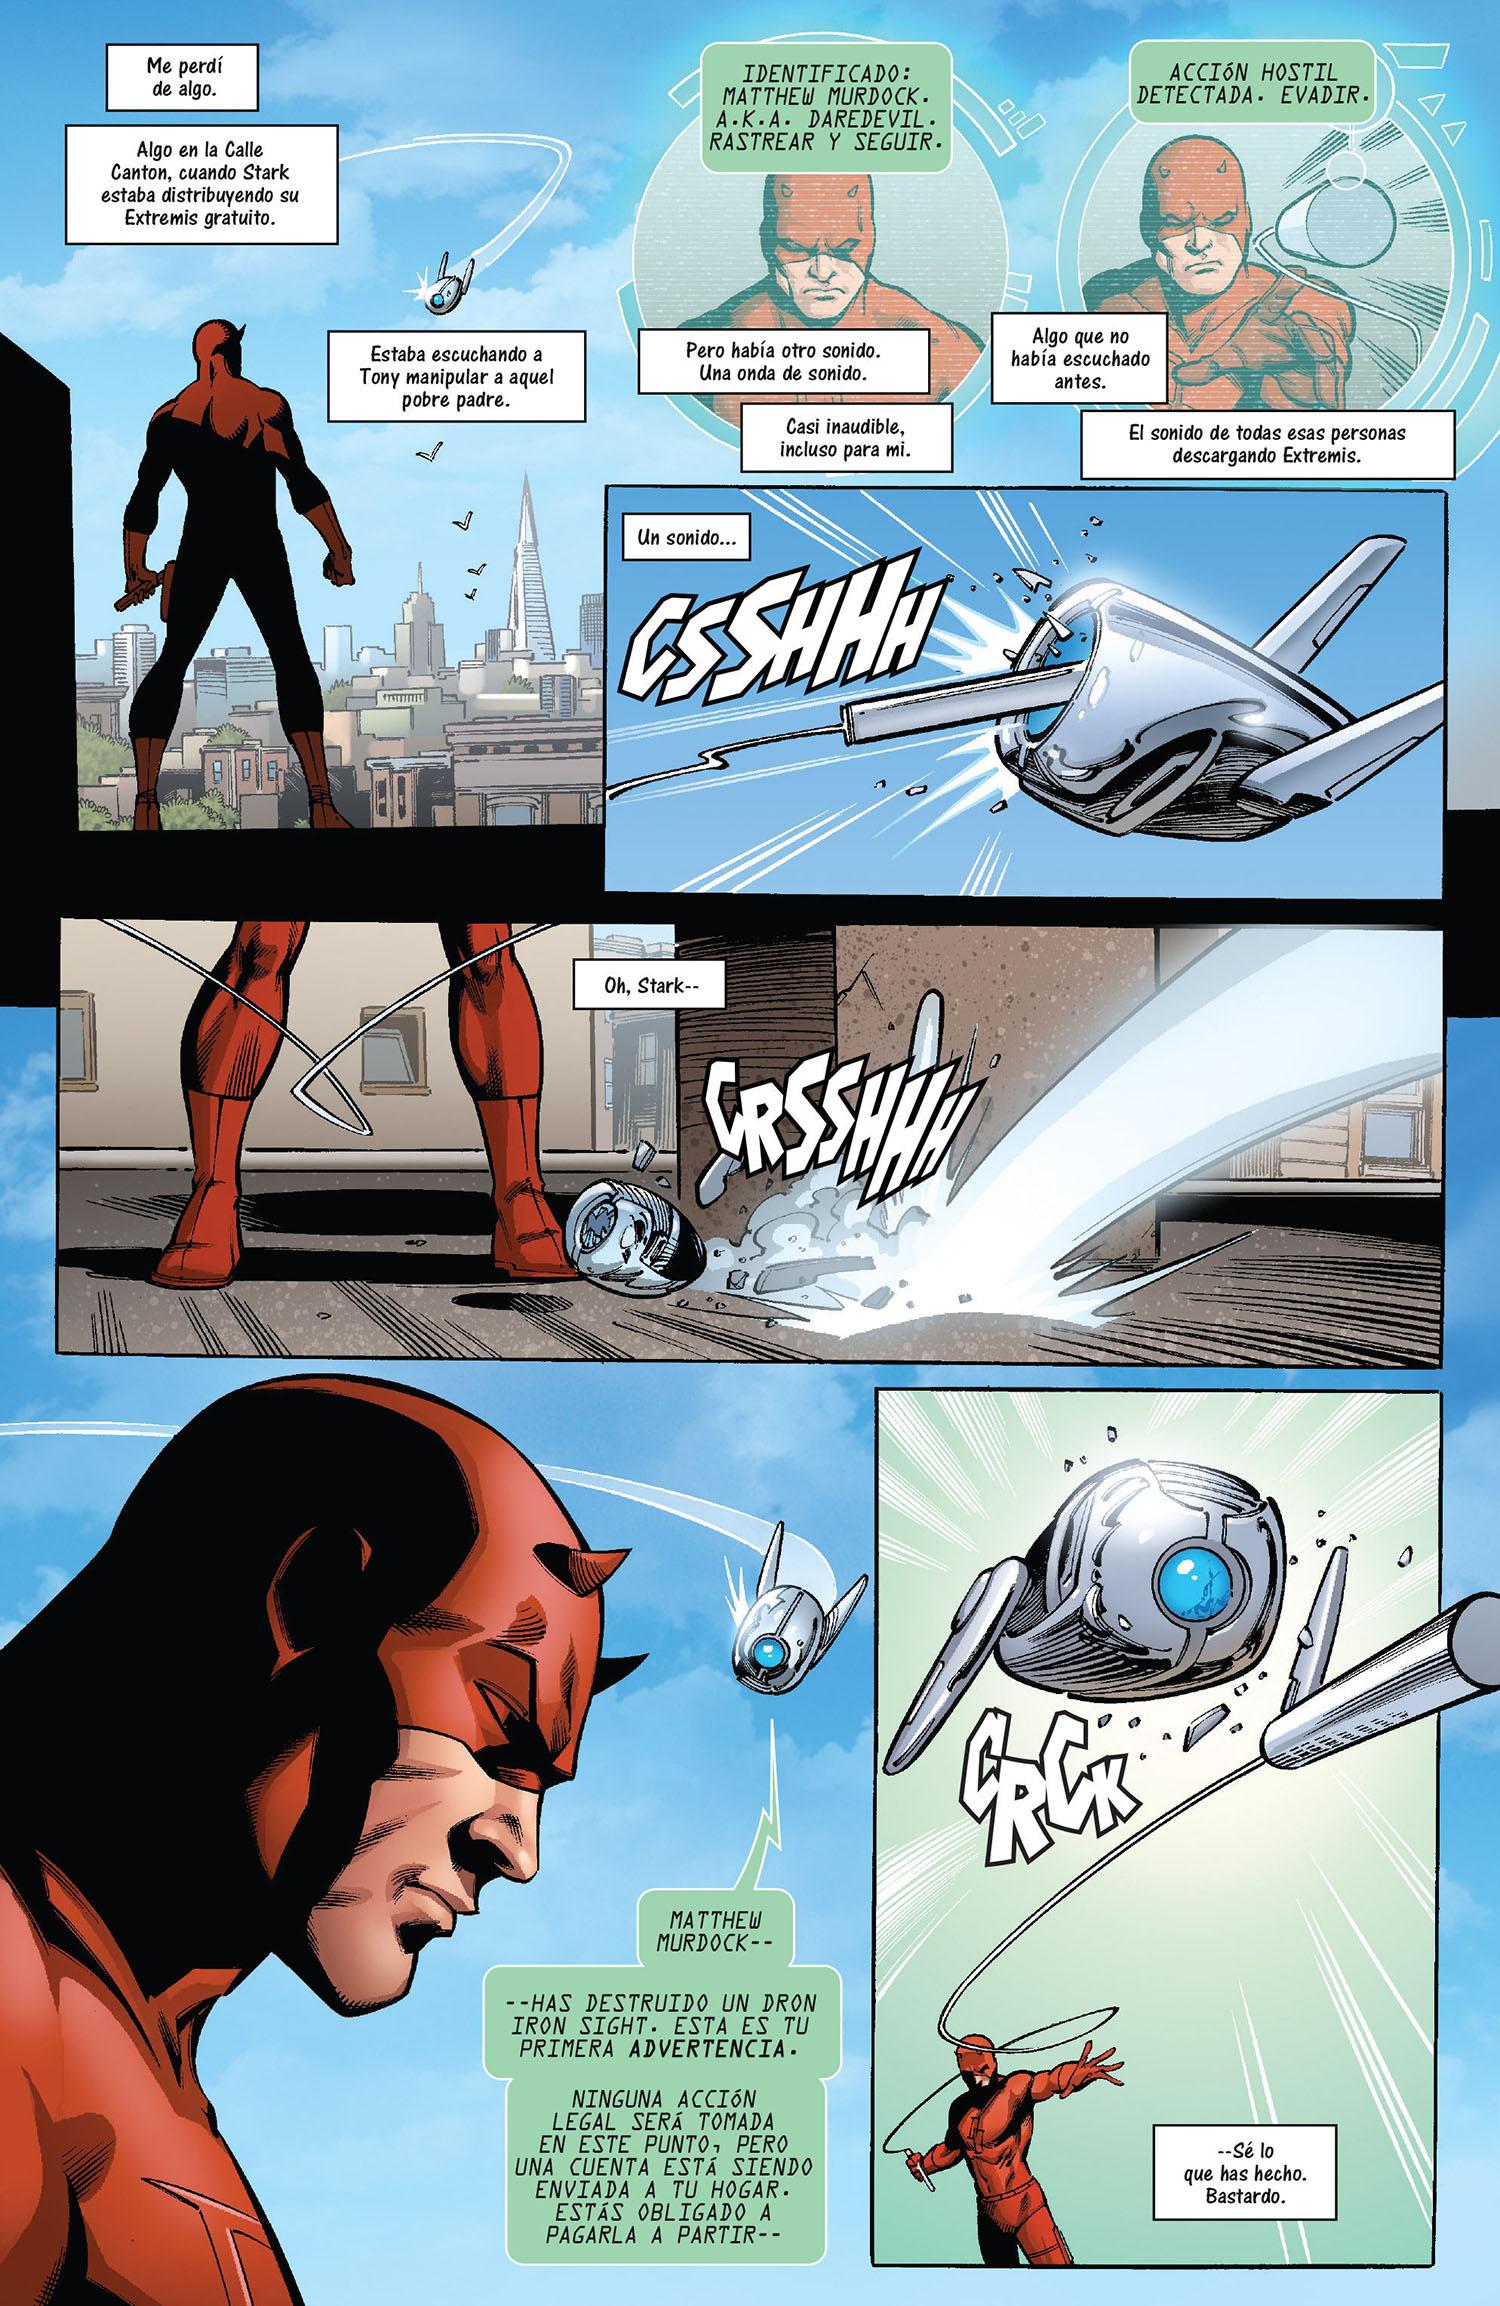 Me perdí
de algo.
Algo en la Calle
Canton, cuando Stark
estaba distribuyendo su
Extremis gratuito.
Estaba escuchando a
Tony manipular a aquel
pobre padre.
IDENTIFICADO:
MATTHEW MURDOCK.
A.K.A. DAREDEVIL.
RASTREAR Y SEGUIR.
Pero había otro sonido.
Una onda de sonido.
Casi inaudible,
incluso para mi.
ACCIÓN HOSTIL
DETECTADA. EVADIR.
Algo que no
había escuchado
antes.
El sonido de todas esas personas
descargando Extremis.
Un sonido...
CSSHHH
Oh, Stark--
CRSSHHH
MATTHEW
MURDOCK--
--HAS DESTRUIDO UN DRON
IRON SIGHT. ESTA ES TU
PRIMERA ADVERTENCIA.
NINGUNA ACCIÓN
LEGAL SERÁ TOMADA
EN ESTE PUNTO, PERO
UNA CUENTA ESTÁ SIENDO
ENVIADA A TU HOGAR.
ESTÁS OBLIGADO A
PAGARLA A PARTIR--
CRCK
--Sé lo
que has hecho.
Bastardo.